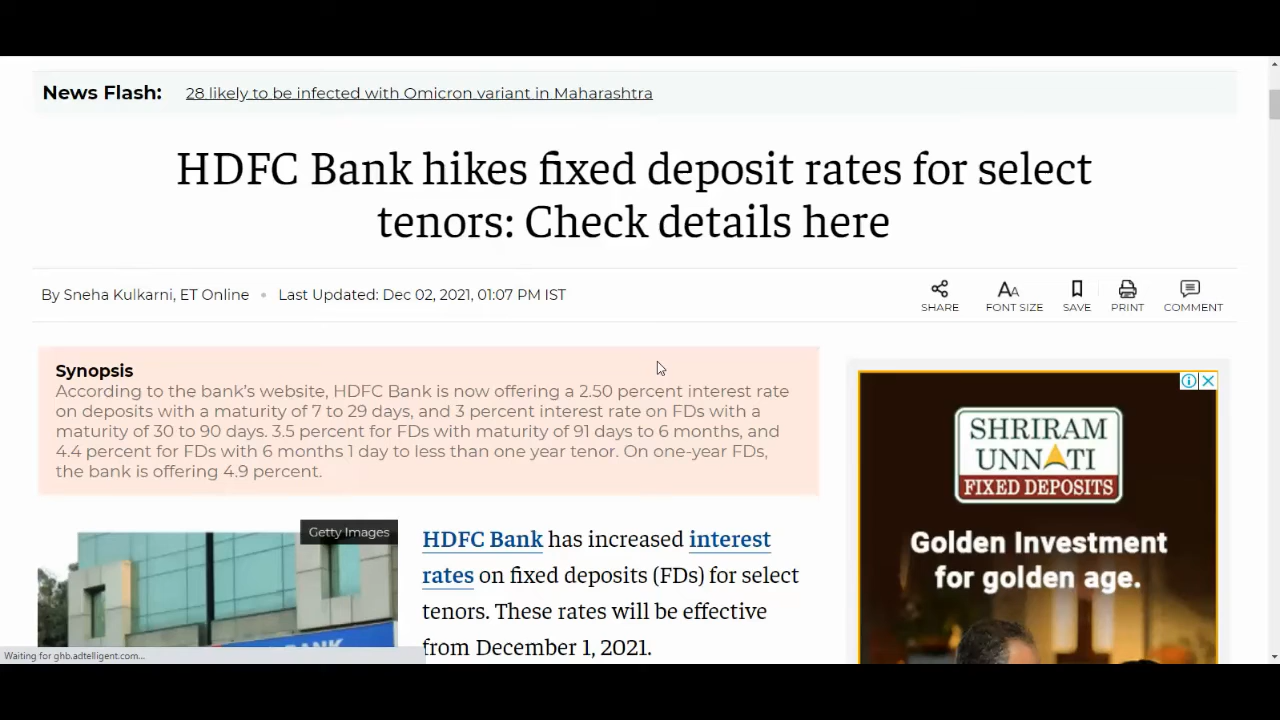 News Flash: 28 likely to be infected with Omicron variant in Maharashtra
HDFC Bank hikes fixed deposit rates for select
tenors: Check details here
By Sneha Kulkarni, ET Online • Last Updated: Dec 02, 2021, 01:07 PM IST
SHARE
AA
FONT SIZE
SAVE
PRINT
COMMENT
Synopsis
According to the bank's website, HDFC Bank is now offering a 2.50 percent interest rate
on deposits with a maturity of 7 to 29 days, and 3 percent interest rate on FDs with a
maturity of 30 to 90 days. 3.5 percent for FDs with maturity of 91 days to 6 months, and
4.4 percent for FDs with 6 months 1 day to less than one year tenor. On one-year FDs,
the bank is offering 4.9 percent.
Getty Images
BANK
HDFC Bank has increased interest
rates on fixed deposits (FDs) for select
tenors. These rates will be effective
from December 1, 2021.
SHRIRAM
UNNATI
FIXED DEPOSITS
Golden Investment
for golden age.
Waiting for ghb.adtelligent.com...